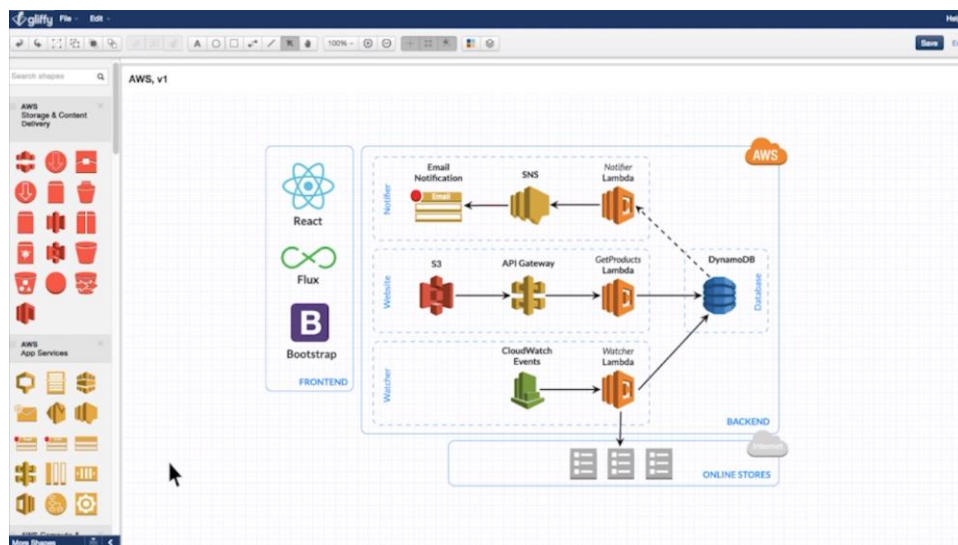 gliffy File Edit
Hel
100%
Save
Search shapes
AWS, v1
AWS
Storage & Content
Delivery
AWS
App Services
More Shapes
React
Flux
B
Bootstrap
FRONTEND
AWS
Notifier
Email
Notification
Email
SNS
Notifier
Lambda
Website
S3
API Gateway
GetProducts
Lambda
DynamoDB
Database
Watcher
CloudWatch
Events
Watcher
Lambda
BACKEND
Internet
ONLINE STORES